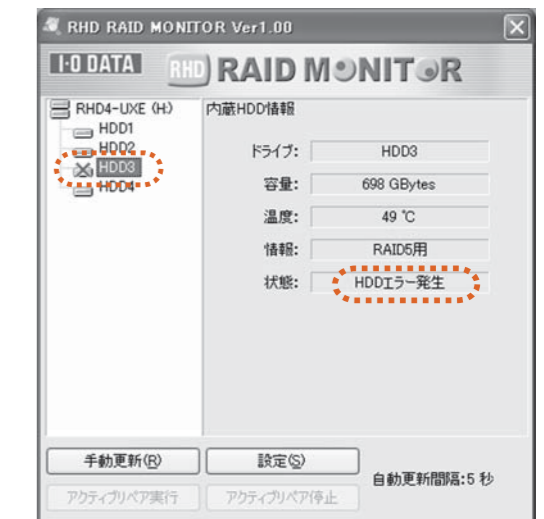 RHD RAID MONITOR Ver1.00
I·O DATA RHD RAID MONITOR
RHD4-UXE (H:)
HDD1
HDD2
HDD3
HDD4
内蔵HDD情報
ドライブ: HDD3
容量: 698 GBytes
温度: 49 ℃
情報: RAID5用
状態: HDDエラー発生
手動更新(R) 設定(S)
自動更新間隔:5 秒
アクティブリペア実行 アクティブリペア停止